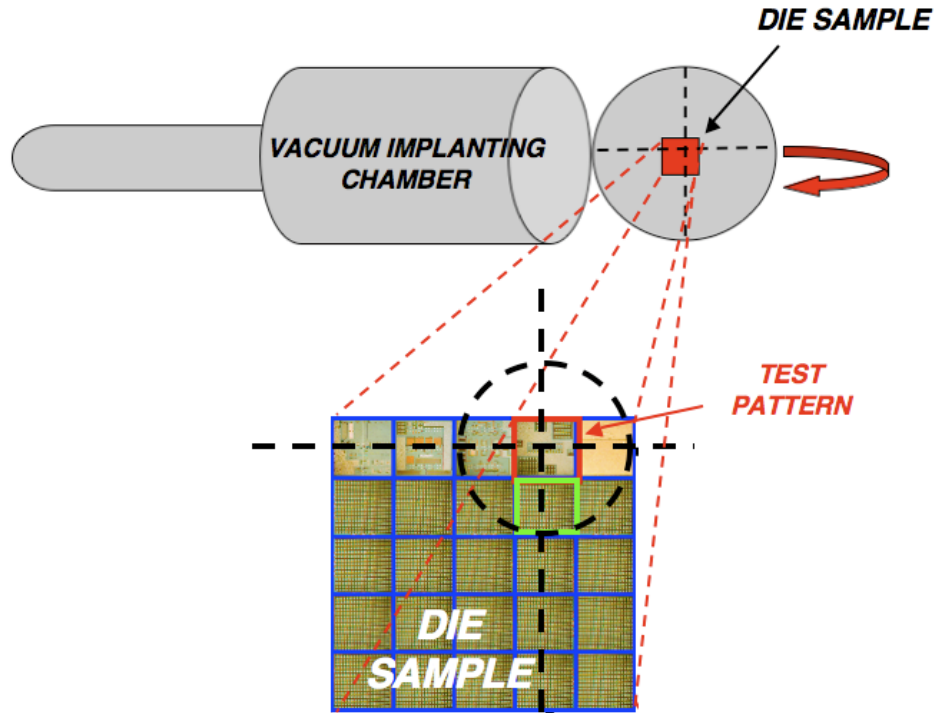 DIE SAMPLE
VACUUM IMPLANTING
CHAMBER
TEST
PATTERN
DIE
SAMPLE